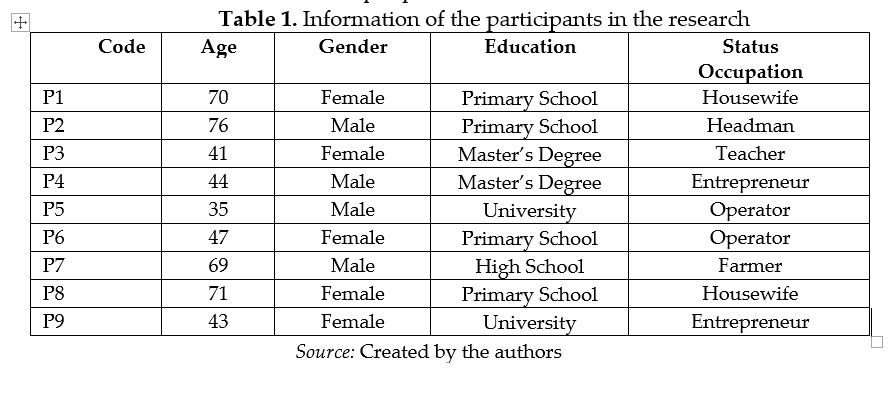 Table 1. Information of the participants in the research
Code Age Gender Education Status
Occupation
P1 70 Female Primary School Housewife
P2 76 Male Primary School Headman
P3 41 Female Master's Degree Teacher
P4 44 Male Master's Degree Entrepreneur
P5 35 Male University Operator
P6 47 Female Primary School Operator
P7 69 Male High School Farmer
P8 71 Female Primary School Housewife
P9 43 Female University Entrepreneur
Source: Created by the authors